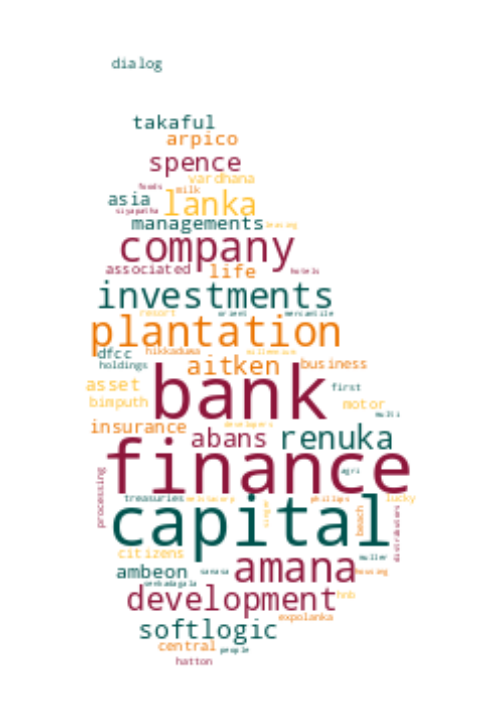 dialog
takaful
arpico
spence
vardhana
foods
milk
asia
lanka
siyapatha
managements
leasing
company
associated
life
hotels
investments
resort
orient
mercantile
plantation
dfcc
hikkaduwa
millennium
holdings
aitken
business
asset
bank
first
bimputh
motor
multi
insurance
developers
abans
renuka
finance
agri
processing
treasuries
phillips
lucky
capital
beach
distributors
citizens
muller
ambeon
sanasa
amana
housing
senkadagala
development
hnb
expolanka
softlogic
central
people
hatton